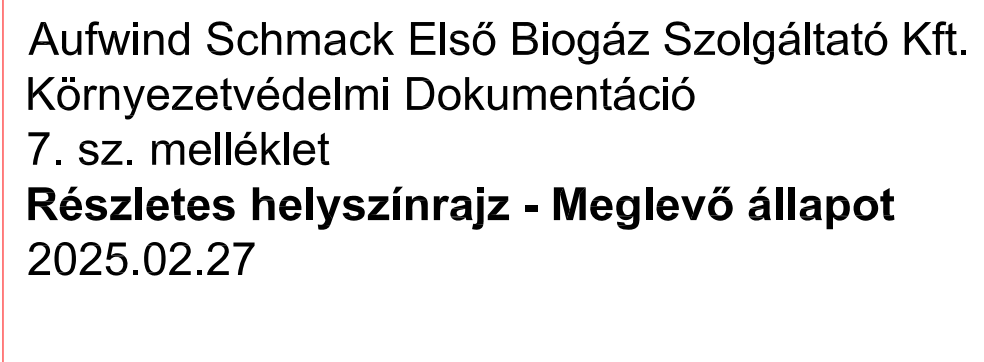 Aufwind Schmack Első Biogáz Szolgáltató Kft.
Környezetvédelmi Dokumentáció
7. sz. melléklet
Részletes helyszínrajz - Meglevő állapot
2025.02.27